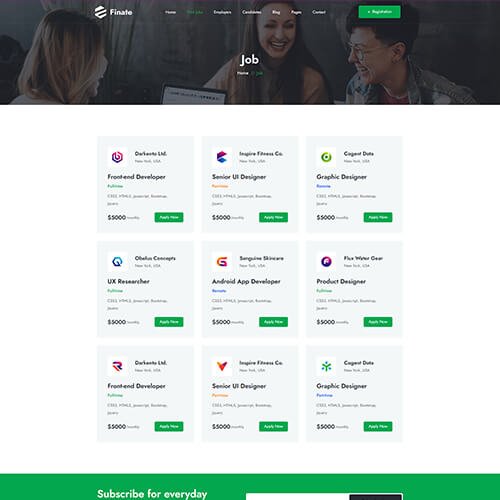 Finate
Home
Find Jobs
Employers
Candidates
Blog
Pages
Contact
+ Registration
Job
Home // Job
Darkento Ltd.
New York, USA
Front-end Developer
Fulltime
CSS3, HTML5, Javascript, Bootstrap,
Jquery
$5000/monthly
Apply Now
Inspire Fitness Co.
New York, USA
Senior UI Designer
Part-time
CSS3, HTML5, Javascript, Bootstrap,
Jquery
$5000/monthly
Apply Now
Cogent Data
New York, USA
Graphic Designer
Remote
CSS3, HTML5, Javascript, Bootstrap,
Jquery
$5000/monthly
Apply Now
Obelus Concepts
New York, USA
UX Researcher
Fulltime
CSS3, HTML5, Javascript, Bootstrap,
Jquery
$5000/monthly
Apply Now
Sanguine Skincare
New York, USA
Android App Developer
Remote
CSS3, HTML5, Javascript, Bootstrap,
Jquery
$5000/monthly
Apply Now
Flux Water Gear
New York, USA
Product Designer
Fulltime
CSS3, HTML5, Javascript, Bootstrap,
Jquery
$5000/monthly
Apply Now
Darkento Ltd.
New York, USA
Front-end Developer
Fulltime
CSS3, HTML5, Javascript, Bootstrap,
Jquery
$5000/monthly
Apply Now
Inspire Fitness Co.
New York, USA
Senior UI Designer
Part-time
CSS3, HTML5, Javascript, Bootstrap,
Jquery
$5000/monthly
Apply Now
Cogent Data
New York, USA
Graphic Designer
Part-time
CSS3, HTML5, Javascript, Bootstrap,
Jquery
$5000/monthly
Apply Now
Subscribe for everyday